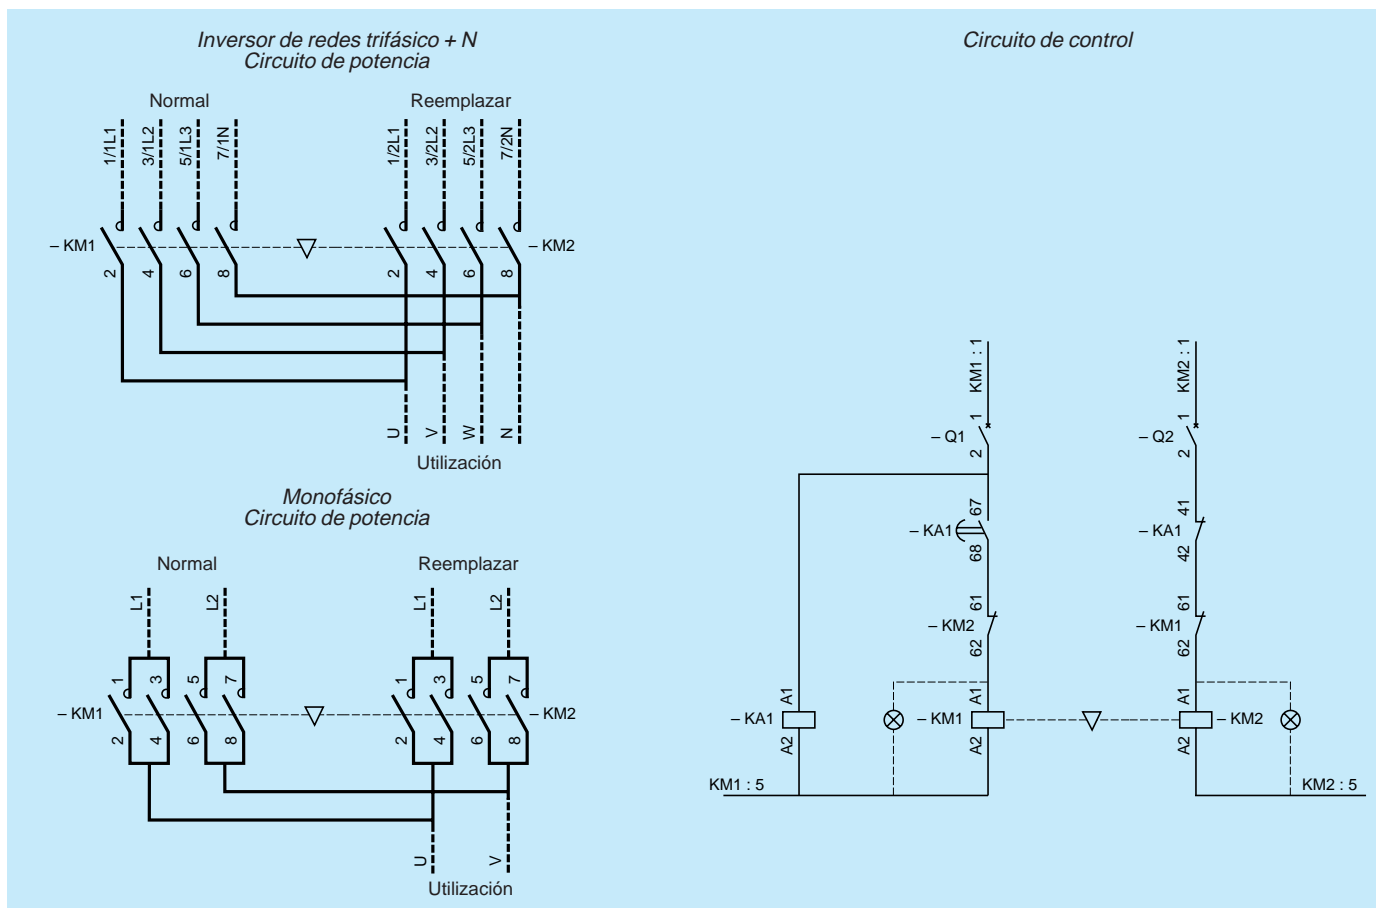 Inversor de redes trifásico + N
Circuito de potencia
Normal
Reemplazar
1/1L1
3/1L2
5/1L3
7/1N
1/2L1
3/2L2
5/2L3
7/2N
– KM1
– KM2
2
4
6
8
2
4
6
8
U
V
W
N
Utilización
Monofásico
Circuito de potencia
Normal
Reemplazar
L1
L2
L1
L2
1
3
5
7
1
3
5
7
– KM1
– KM2
2
4
6
8
2
4
6
8
U
V
Utilización
Circuito de control
KM1 : 1
KM2 : 1
1
– Q1
2
1
– Q2
2
67
– KA1
68
41
– KA1
42
61
– KM2
62
61
– KM1
62
A1
– KA1
A2
A1
– KM1
A2
A1
– KM2
A2
KM1 : 5
KM2 : 5